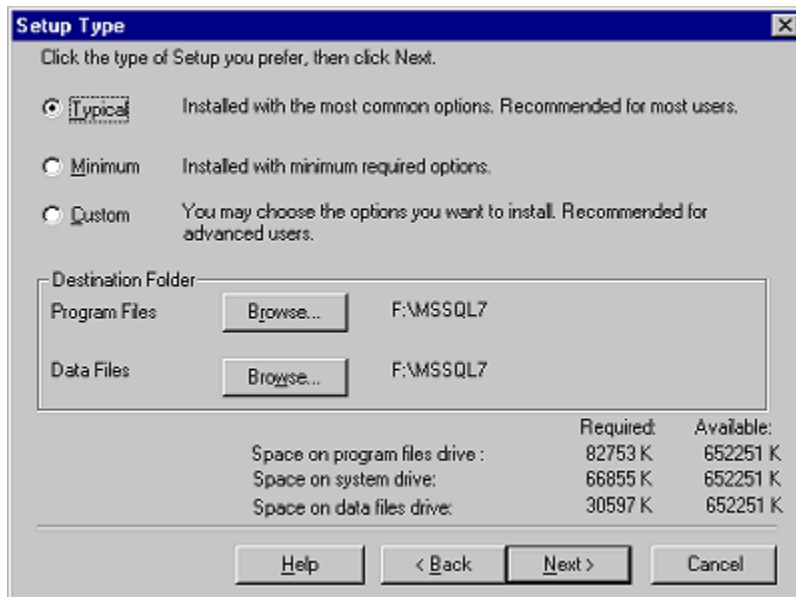 Setup Type
Click the type of Setup you prefer, then click Next.
Typical Installed with the most common options. Recommended for most users.
Minimum Installed with minimum required options.
Custom You may choose the options you want to install. Recommended for
advanced users.
Destination Folder
Program Files Browse... F:\MSSQL7
Data Files Browse... F:\MSSQL7
Required: Available:
Space on program files drive : 82753 K 652251 K
Space on system drive: 66855 K 652251 K
Space on data files drive: 30597 K 652251 K
Help < Back Next > Cancel